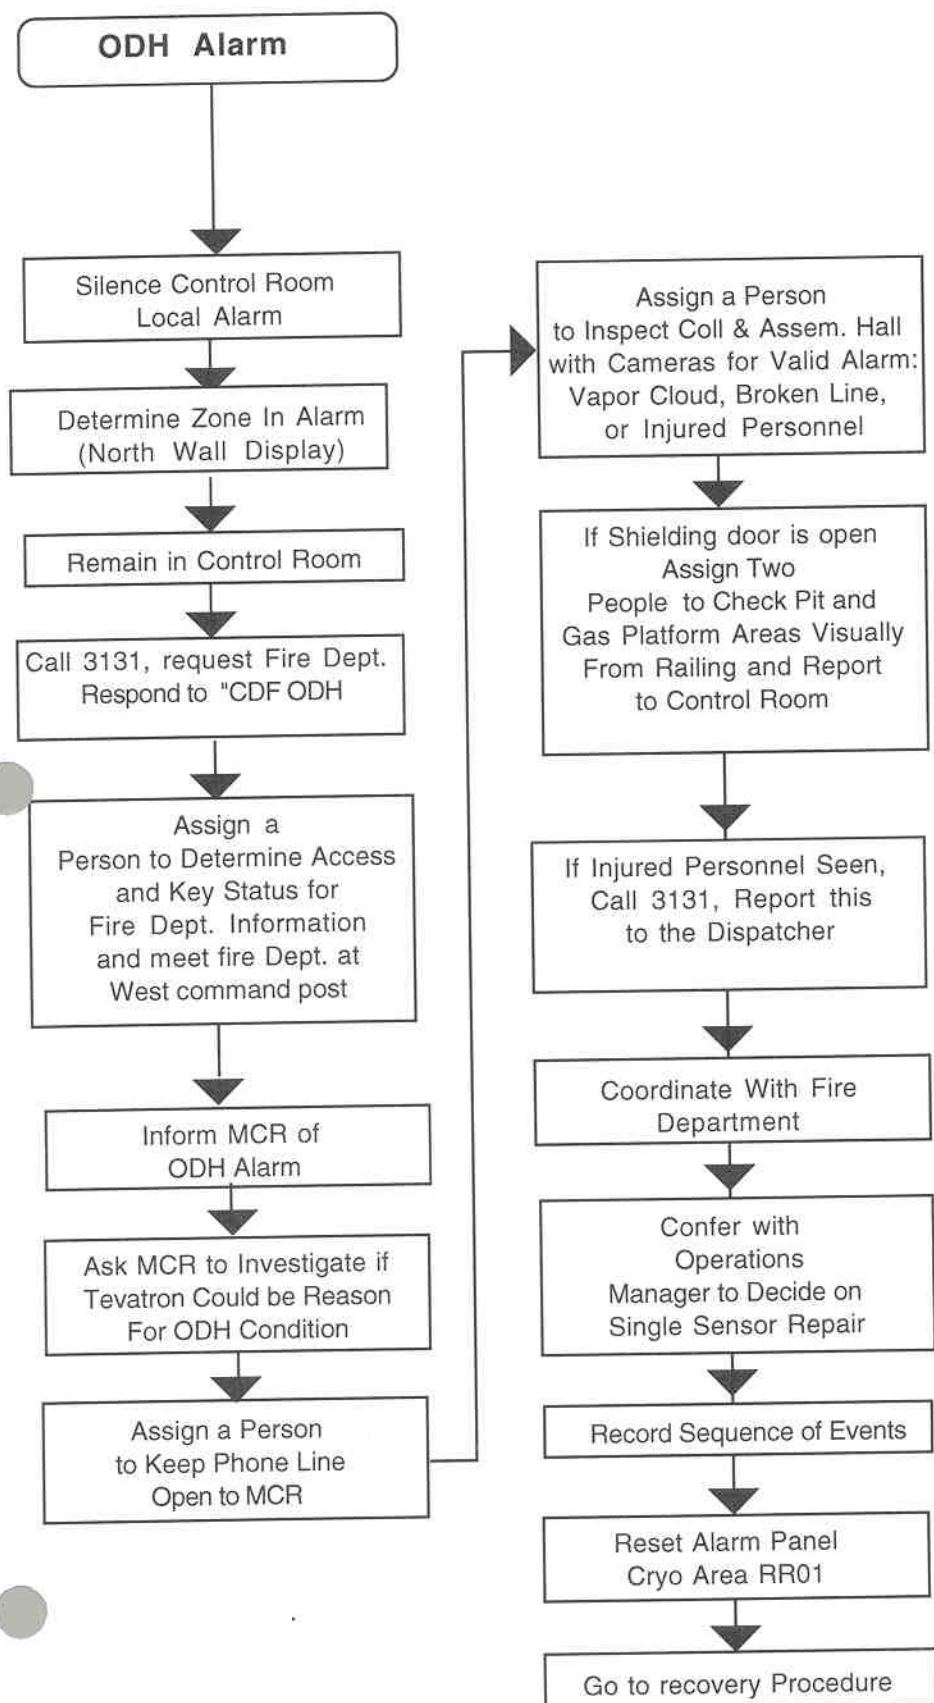 ODH Alarm
Silence Control Room
Local Alarm
Determine Zone In Alarm
(North Wall Display)
Remain in Control Room
Call 3131, request Fire Dept.
Respond to "CDF ODH
Assign a
Person to Determine Access
and Key Status for
Fire Dept. Information
and meet fire Dept. at
West command post
Inform MCR of
ODH Alarm
Ask MCR to Investigate if
Tevatron Could be Reason
For ODH Condition
Assign a Person
to Keep Phone Line
Open to MCR
Assign a Person
to Inspect Coll & Assem. Hall
with Cameras for Valid Alarm:
Vapor Cloud, Broken Line,
or Injured Personnel
If Shielding door is open
Assign Two
People to Check Pit and
Gas Platform Areas Visually
From Railing and Report
to Control Room
If Injured Personnel Seen,
Call 3131, Report this
to the Dispatcher
Coordinate With Fire
Department
Confer with
Operations
Manager to Decide on
Single Sensor Repair
Record Sequence of Events
Reset Alarm Panel
Cryo Area RR01
Go to recovery Procedure